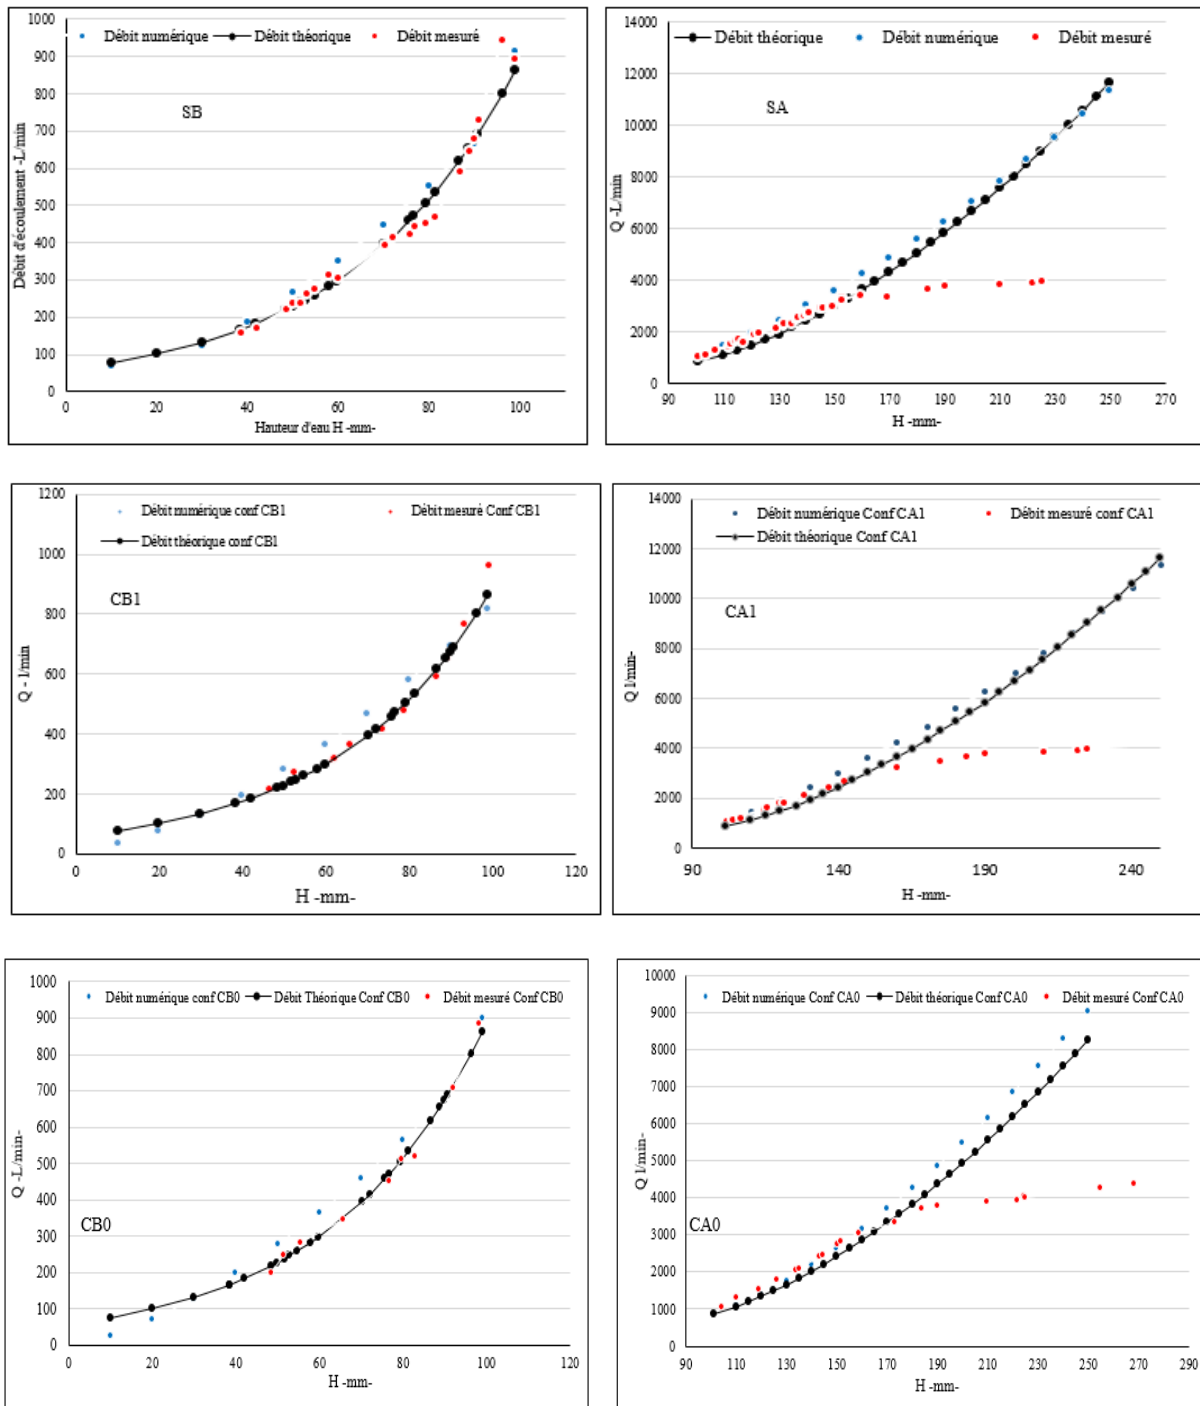 Débit numérique Débit théorique Débit mesuré
SB
Débit d'écoulement -L/min
1000
900
800
700
600
500
400
300
200
100
0
0 20 40 60 80 100
Hauteur d'eau H -mm-
Débit théorique Débit numérique Débit mesuré
SA
Q -L/min
14000
12000
10000
8000
6000
4000
2000
0
90 110 130 150 170 190 210 230 250 270
H -mm-
Débit numérique conf CB1 Débit mesuré Conf CB1
Débit théorique conf CB1
CB1
Q - l/min
1200
1000
800
600
400
200
0
0 20 40 60 80 100 120
H -mm-
Débit numérique Conf CA1 Débit mesuré conf CA1
Débit théorique Conf CA1
CA1
Q l/min-
14000
12000
10000
8000
6000
4000
2000
0
90 140 190 240
H -mm-
Débit numérique conf CB0 Débit Théorique Conf CB0 Débit mesuré Conf CB0
CB0
Q -L/min-
1000
900
800
700
600
500
400
300
200
100
0
0 20 40 60 80 100 120
H -mm-
Débit numérique Conf CA0 Débit théorique Conf CA0 Débit mesuré Conf CA0
CA0
Q l/min-
10000
9000
8000
7000
6000
5000
4000
3000
2000
1000
0
90 110 130 150 170 190 210 230 250 270 290
H -mm-